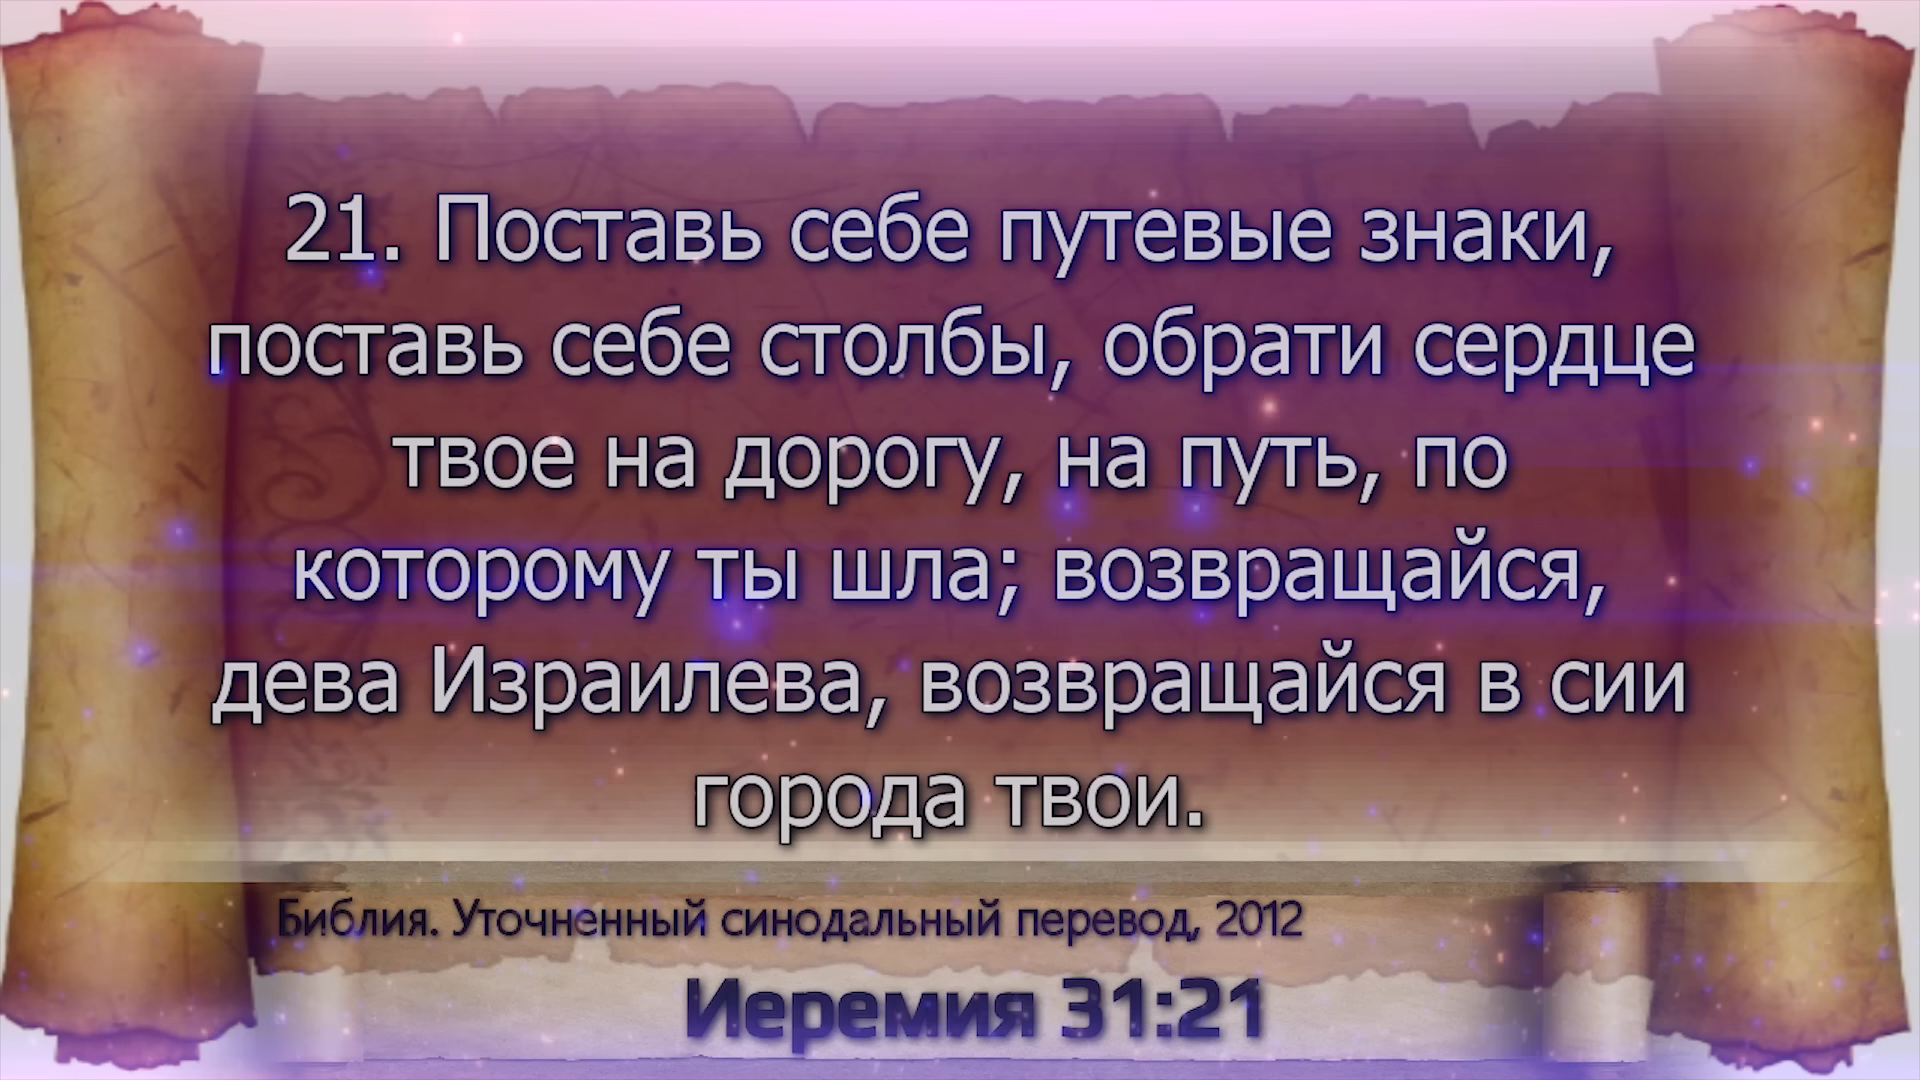 21. Поставь себе путевые знаки,
поставь себе столбы, обрати сердце
твое на дорогу, на путь, по
которому ты шла; возвращайся,
дева Израилева, возвращайся в сии
города твои.
Библия. Уточненный синодальный перевод, 2012
Иеремия 31:21